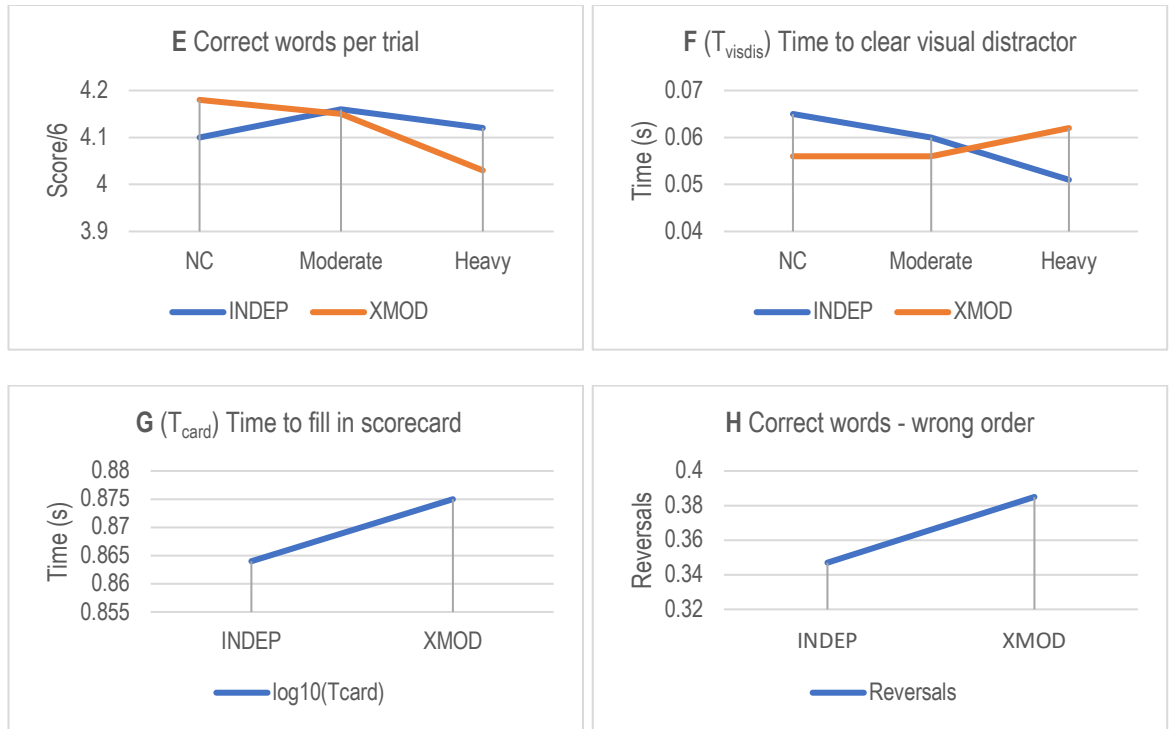 E Correct words per trial
Score/6
4.2
4.1
4
3.9
NC Moderate Heavy
INDEP XMOD
F (Tvisdis) Time to clear visual distractor
Time (s)
0.07
0.06
0.05
0.04
NC Moderate Heavy
INDEP XMOD
G (Tcard) Time to fill in scorecard
Time (s)
0.88
0.875
0.87
0.865
0.86
0.855
INDEP XMOD
log10(Tcard)
H Correct words - wrong order
Reversals
0.4
0.38
0.36
0.34
0.32
INDEP XMOD
Reversals